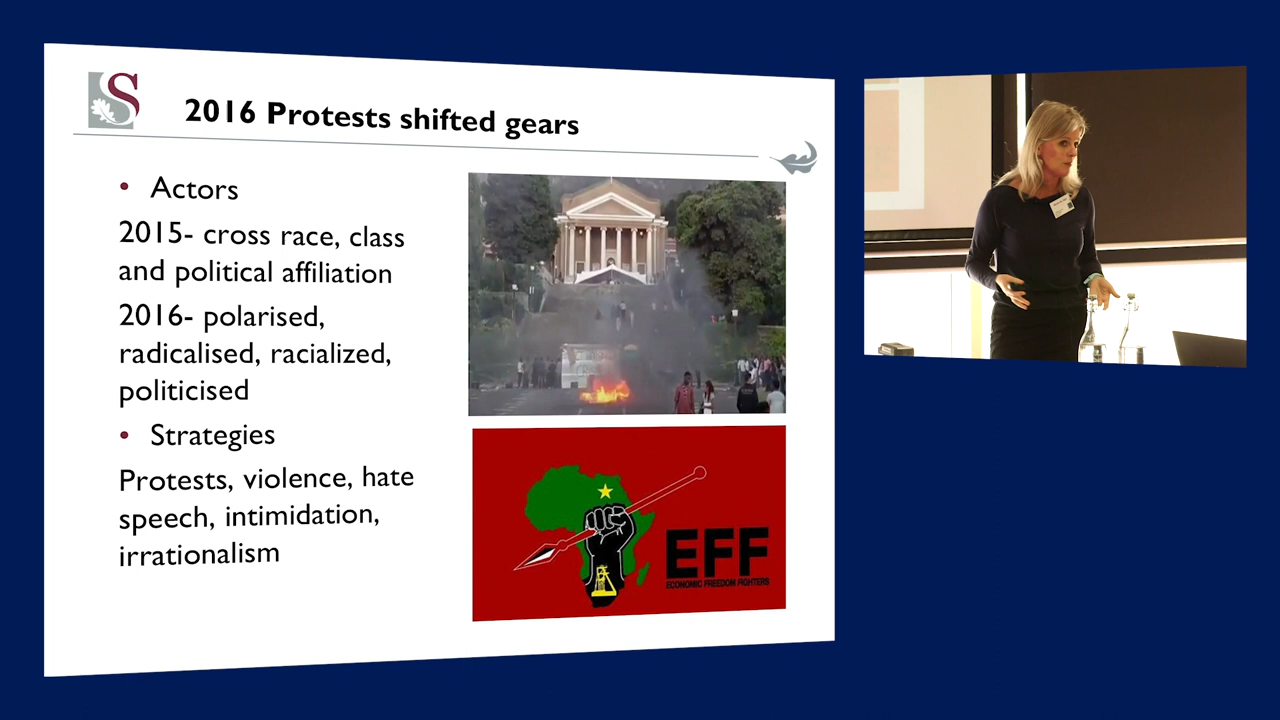 S
2016 Protests shifted gears
• Actors
2015- cross race, class
and political affiliation
2016- polarised,
radicalised, racialized,
politicised
• Strategies
Protests, violence, hate
speech, intimidation,
irrationalism
EFF
ECONOMIC FREEDOM FIGHTERS